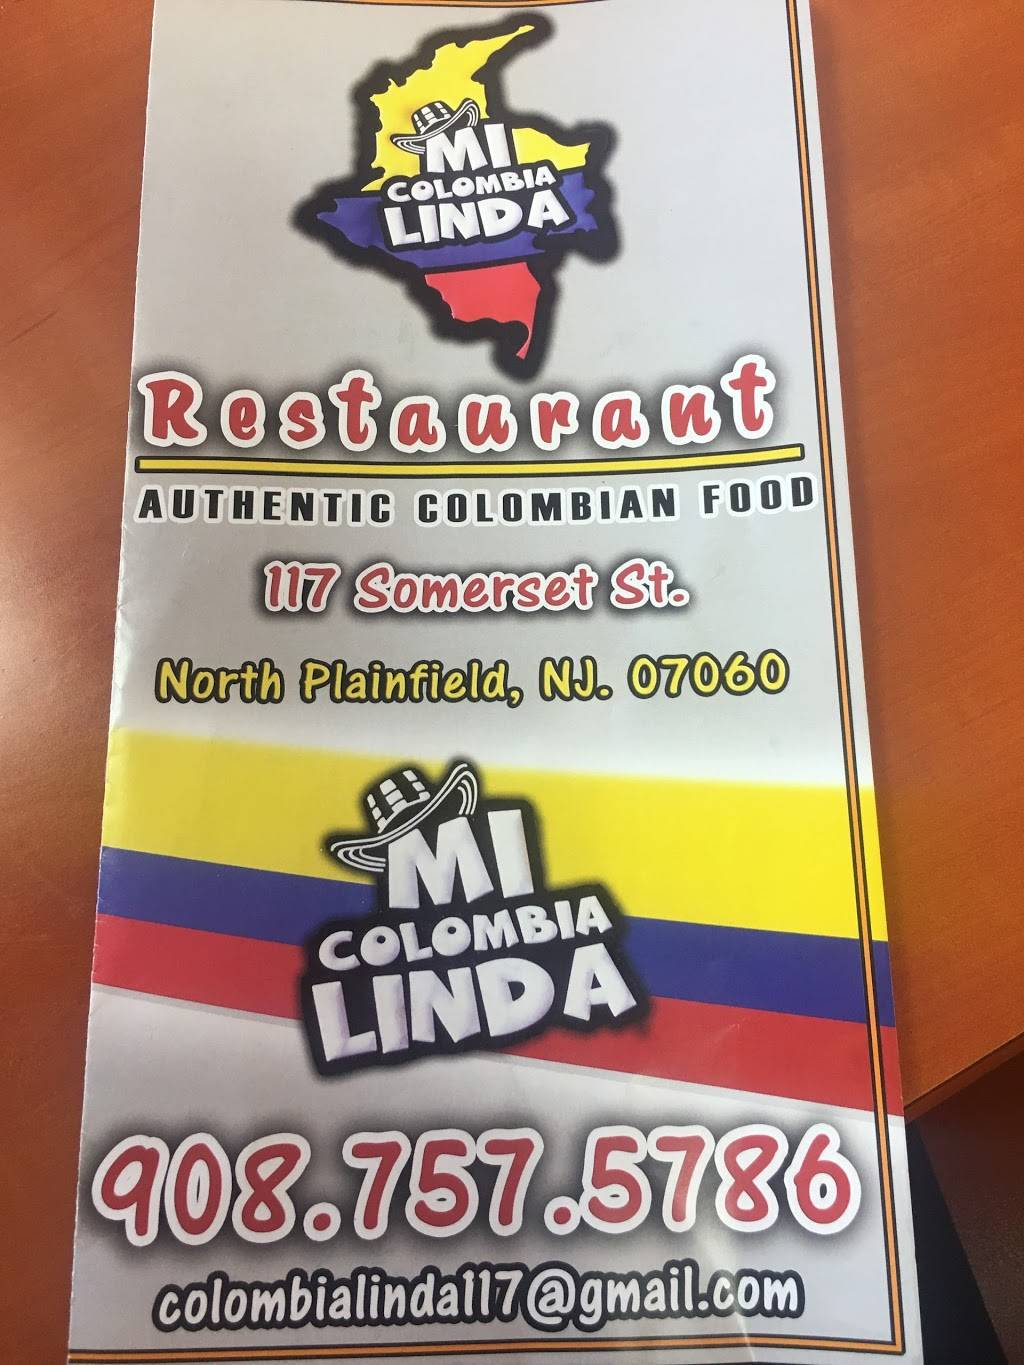 MI
COLOMBIA
LINDA
Restaurant
AUTHENTIC COLOMBIAN FOOD
117 Somerset St.
North Plainfield, NJ. 07060
MI
COLOMBIA
LINDA
908.757.5786
colombialinda117@gmail.com